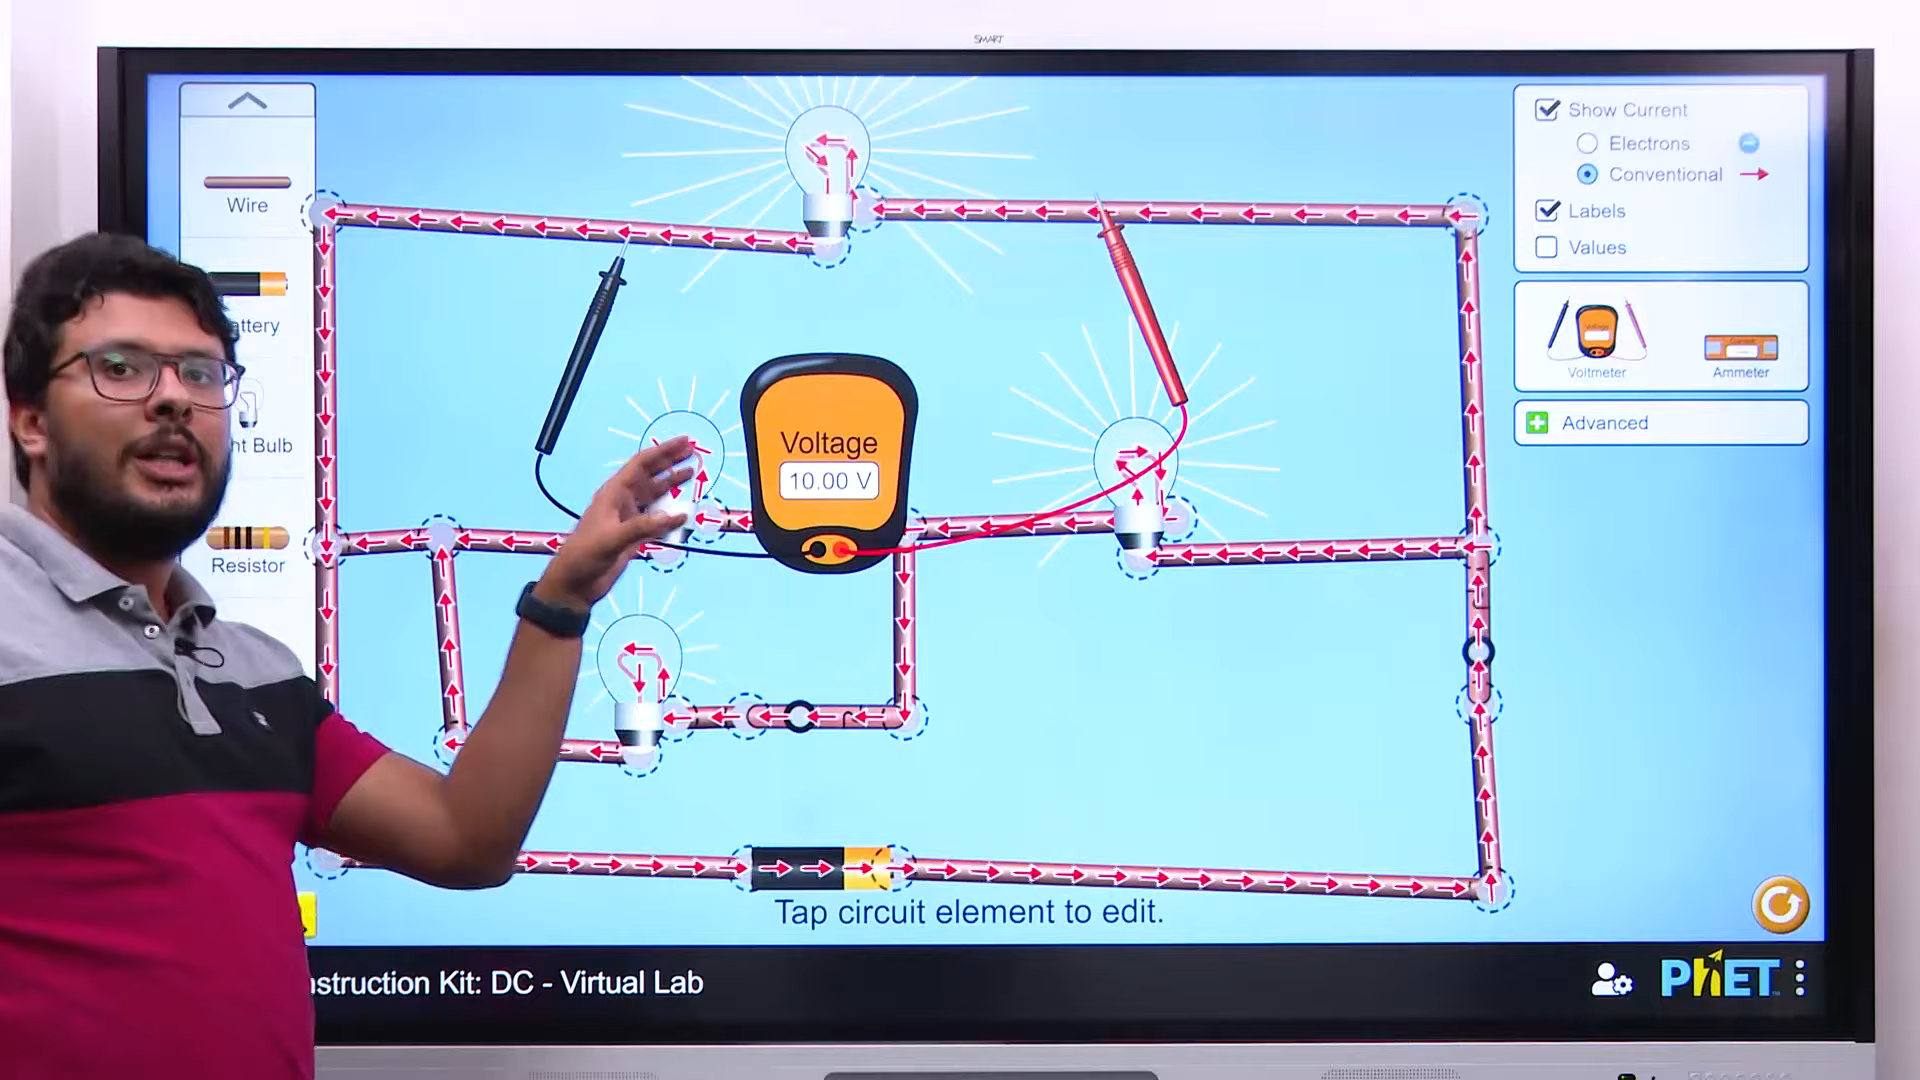 SMART
Wire
attery
ht Bulb
Resistor
Voltage
10.00 V
Show Current
Electrons
Conventional
Labels
Values
Voltmeter
Ammeter
Advanced
Tap circuit element to edit.
nstruction Kit: DC - Virtual Lab
PhET